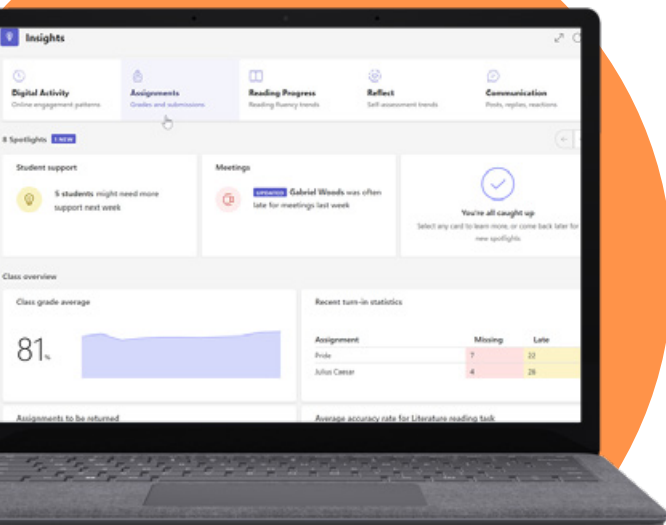 Insights
Digital Activity
Online engagement patterns
Assignments
Grades and submissions
Reading Progress
Reading fluency trends
Reflect
Self-assessment trends
Communication
Posts, replies, reactions
8 Spotlights 1 NEW
Student support
5 students might need more
support next week
Meetings
UPDATED Gabriel Woods was often
late for meetings last week
You're all caught up
Select any card to learn more, or come back later for
new spotlights
Class overview
Class grade average
81%
Recent turn-in statistics
Assignment Missing Late
Pride 7 22
Julius Caesar 4 28
Assignments to be returned
Average accuracy rate for Literature reading task